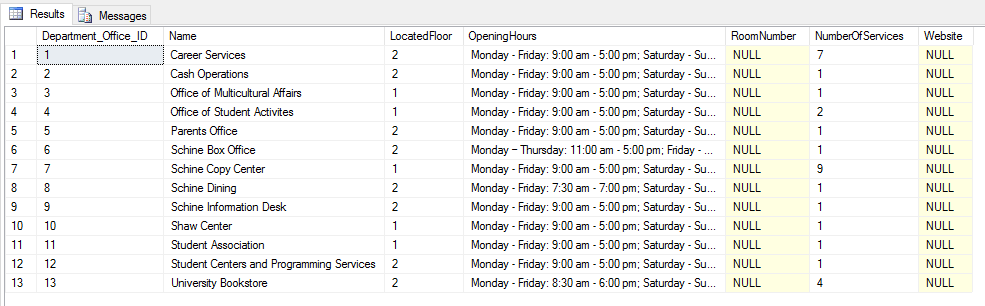 Results Messages
Department_Office_ID Name LocatedFloor OpeningHours RoomNumber NumberOfServices Website
1 1 Career Services 2 Monday - Friday: 9:00 am - 5:00 pm; Saturday - Su... NULL 7 NULL
2 2 Cash Operations 2 Monday - Friday: 9:00 am - 5:00 pm; Saturday - Su... NULL 1 NULL
3 3 Office of Multicultural Affairs 1 Monday - Friday: 9:00 am - 5:00 pm; Saturday - Su... NULL 1 NULL
4 4 Office of Student Activites 1 Monday - Friday: 9:00 am - 5:00 pm; Saturday - Su... NULL 2 NULL
5 5 Parents Office 2 Monday - Friday: 9:00 am - 5:00 pm; Saturday - Su... NULL 1 NULL
6 6 Schine Box Office 2 Monday – Thursday: 11:00 am - 5:00 pm; Friday - ... NULL 1 NULL
7 7 Schine Copy Center 1 Monday - Friday: 9:00 am - 5:00 pm; Saturday - Su... NULL 9 NULL
8 8 Schine Dining 2 Monday - Friday: 7:30 am - 7:00 pm; Saturday - Su... NULL 1 NULL
9 9 Schine Information Desk 2 Monday - Friday: 9:00 am - 5:00 pm; Saturday - Su... NULL 1 NULL
10 10 Shaw Center 1 Monday - Friday: 9:00 am - 5:00 pm; Saturday - Su... NULL 1 NULL
11 11 Student Association 1 Monday - Friday: 9:00 am - 5:00 pm; Saturday - Su... NULL 1 NULL
12 12 Student Centers and Programming Services 2 Monday - Friday: 9:00 am - 5:00 pm; Saturday - Su... NULL 1 NULL
13 13 University Bookstore 2 Monday - Friday: 8:30 am - 6:00 pm; Saturday - Su... NULL 4 NULL